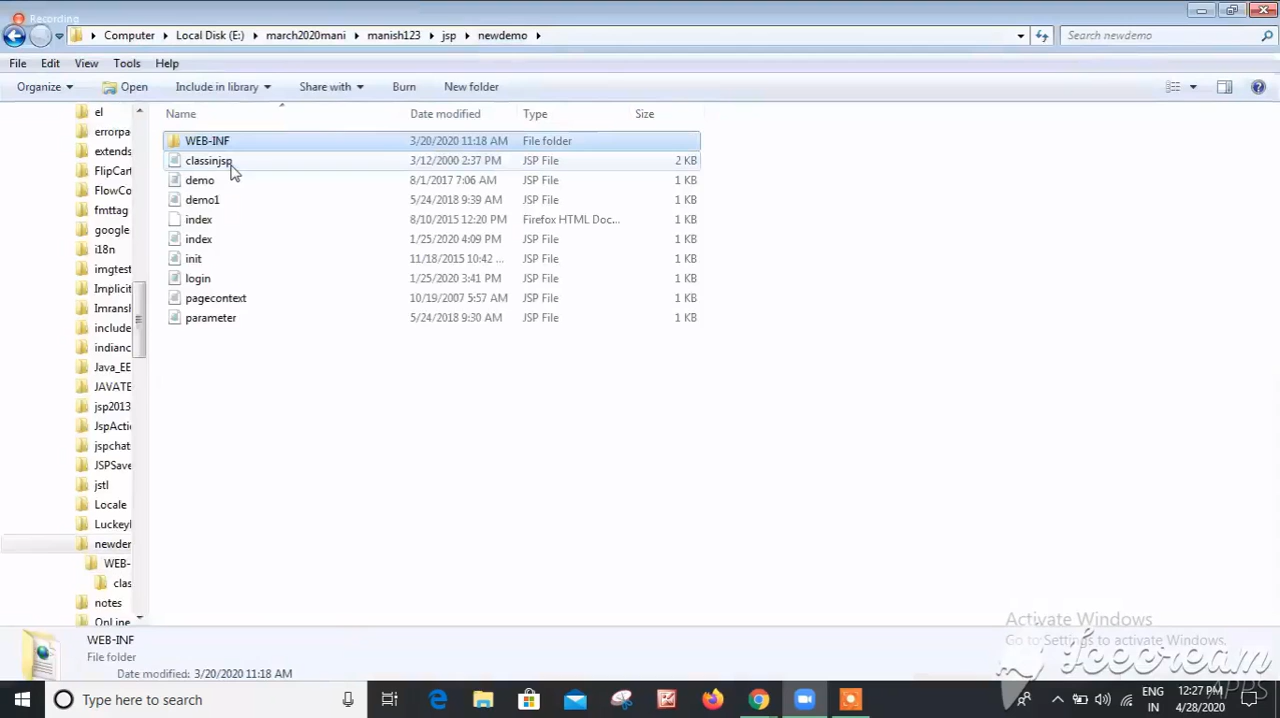 Recording
Computer Local Disk (E:) march2020mani manish123 jsp newdemo
Search newdemo
File Edit View Tools Help
Organize Open Include in library Share with Burn New folder
Name Date modified Type Size
WEB-INF 3/20/2020 11:18 AM File folder
classinjsp 3/12/2000 2:37 PM JSP File 2 KB
demo 8/1/2017 7:06 AM JSP File 1 KB
demo1 5/24/2018 9:39 AM JSP File 1 KB
index 8/10/2015 12:20 PM Firefox HTML Doc... 1 KB
index 1/25/2020 4:09 PM JSP File 1 KB
init 11/18/2015 10:42 ... JSP File 1 KB
login 1/25/2020 3:41 PM JSP File 1 KB
pagecontext 10/19/2007 5:57 AM JSP File 1 KB
parameter 5/24/2018 9:30 AM JSP File 1 KB
el
errorpa
extends
FlipCart
FlowCo
fmttag
google
i18n
imgtest
Implicit
Imransh
include
indianc
Java_EE
JAVATE
jsp2013
JspActi
jspchat
JSPSave
jstl
Locale
Luckey
newder
WEB-
clas
notes
OnLine
WEB-INF
File folder
Date modified: 3/20/2020 11:18 AM
Activate Windows
Go to Settings to activate Windows.
Icecream
APPS
Type here to search
ENG
IN
12:27 PM
4/28/2020